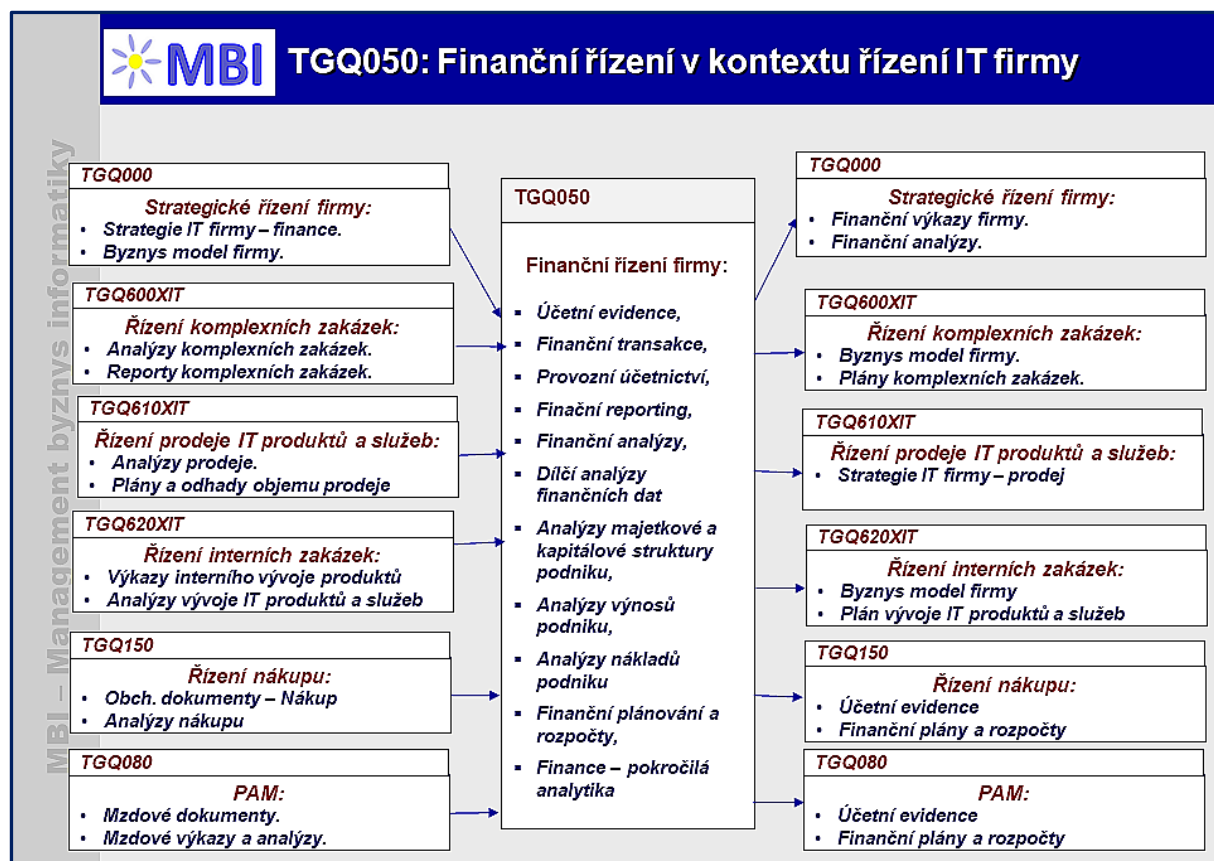 MBI
TGQ050: Finanční řízení v kontextu řízení IT firmy
MBI – Management byznys informatiky
TGQ000
Strategické řízení firmy:
• Strategie IT firmy – finance.
• Byznys model firmy.
TGQ600XIT
Řízení komplexních zakázek:
• Analýzy komplexních zakázek.
• Reporty komplexních zakázek.
TGQ610XIT
Řízení prodeje IT produktů a služeb:
• Analýzy prodeje.
• Plány a odhady objemu prodeje
TGQ620XIT
Řízení interních zakázek:
• Výkazy interního vývoje produktů
• Analýzy vývoje IT produktů a služeb
TGQ150
Řízení nákupu:
• Obch. dokumenty – Nákup
• Analýzy nákupu
TGQ080
PAM:
• Mzdové dokumenty.
• Mzdové výkazy a analýzy.
TGQ050
Finanční řízení firmy:
▪ Účetní evidence,
▪ Finanční transakce,
▪ Provozní účetnictví,
▪ Finační reporting,
▪ Finanční analýzy,
▪ Dílčí analýzy
finančních dat
▪ Analýzy majetkové a
kapitálové struktury
podniku,
▪ Analýzy výnosů
podniku,
▪ Analýzy nákladů
podniku
▪ Finanční plánování a
rozpočty,
▪ Finance – pokročilá
analytika
TGQ000
Strategické řízení firmy:
• Finanční výkazy firmy.
• Finanční analýzy.
TGQ600XIT
Řízení komplexních zakázek:
• Byznys model firmy.
• Plány komplexních zakázek.
TGQ610XIT
Řízení prodeje IT produktů a služeb:
• Strategie IT firmy – prodej
TGQ620XIT
Řízení interních zakázek:
• Byznys model firmy
• Plán vývoje IT produktů a služeb
TGQ150
Řízení nákupu:
• Účetní evidence
• Finanční plány a rozpočty
TGQ080
PAM:
• Účetní evidence
• Finanční plány a rozpočty